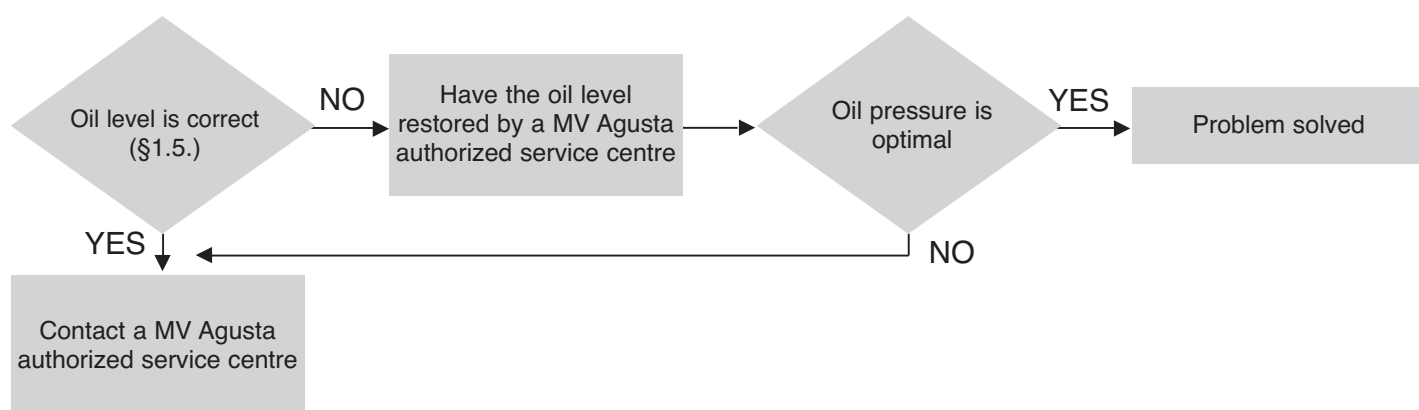 Oil level is correct
(§1.5.)
NO
Have the oil level
restored by a MV Agusta
authorized service centre
Oil pressure is
optimal
YES
Problem solved
YES
NO
Contact a MV Agusta
authorized service centre